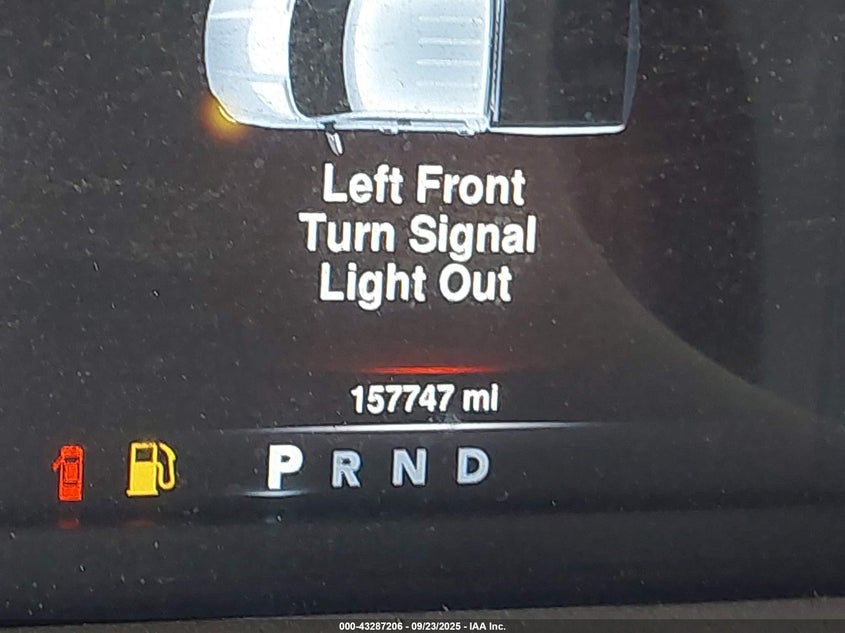 Left Front
Turn Signal
Light Out
157747 mi
P R N D
000-43287206 - 09/23/2025 - IAA Inc.